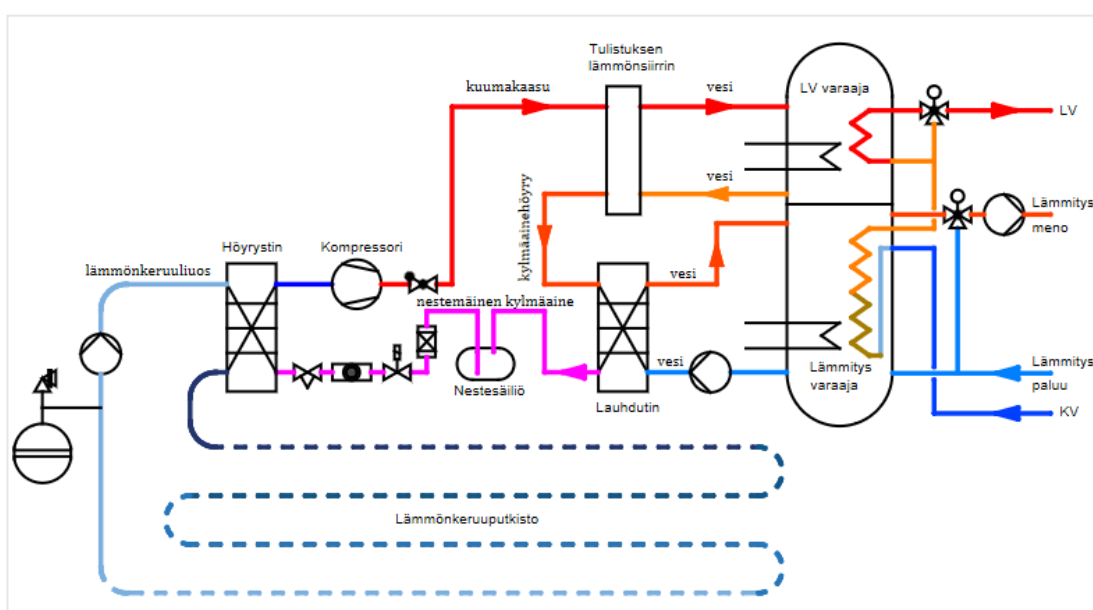 Tulistuksen
lämmönsiirrin
kuumakaasu
vesi
LV varaaja
LV
vesi
kylmäainehöyry
Lämmitys
meno
Höyrystin
Kompressori
lämmönkeruuliuos
vesi
nestemäinen kylmäaine
vesi
Nestesäiliö
Lauhdutin
Lämmitys
varaaja
Lämmitys
paluu
KV
Lämmönkeruuputkisto